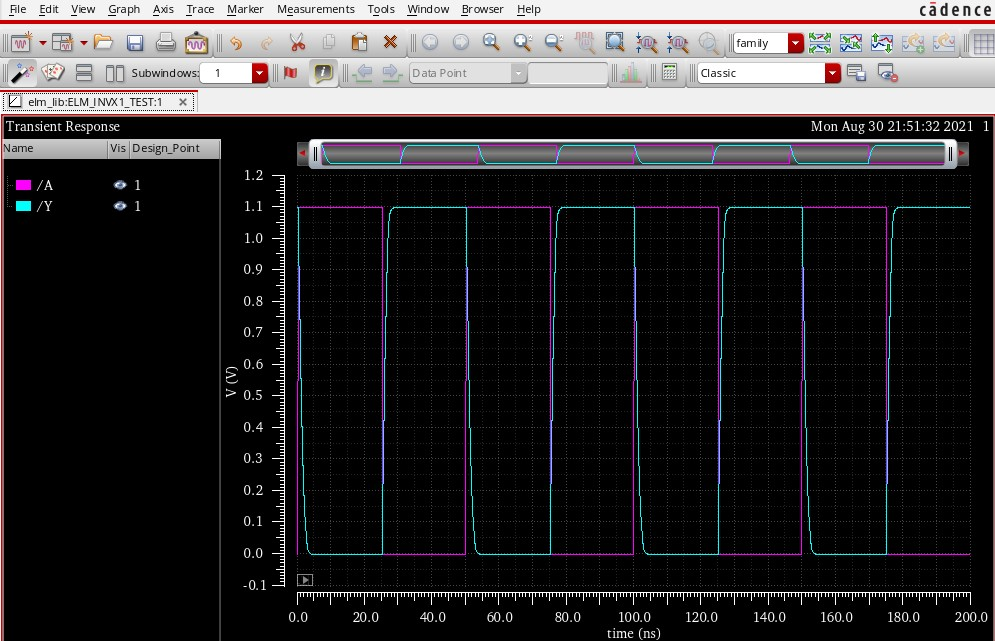 File Edit View Graph Axis Trace Marker Measurements Tools Window Browser Help
cādence
family
Subwindows: 1
Data Point
Classic
elm_lib:ELM_INVX1_TEST:1
Transient Response
Mon Aug 30 21:51:32 2021 1
Name Vis Design_Point
/A 1
/Y 1
1.2
1.1
1.0
0.9
0.8
0.7
0.6
0.5
0.4
0.3
0.2
0.1
0.0
-0.1
V (V)
0.0 20.0 40.0 60.0 80.0 100.0 120.0 140.0 160.0 180.0 200.0
time (ns)